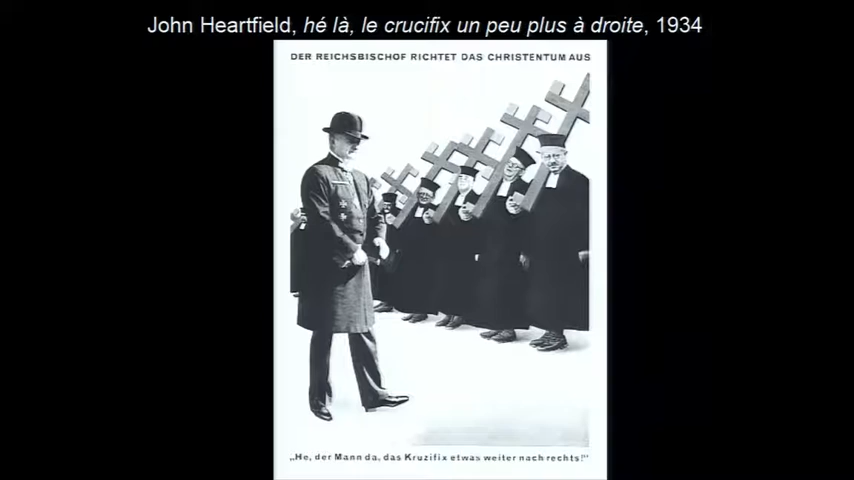 John Heartfield, hé là, le crucifix un peu plus à droite, 1934
DER REICHSBISCHOF RICHTET DAS CHRISTENTUM AUS
„He, der Mann da, das Kruzifix etwas weiter nach rechts!“